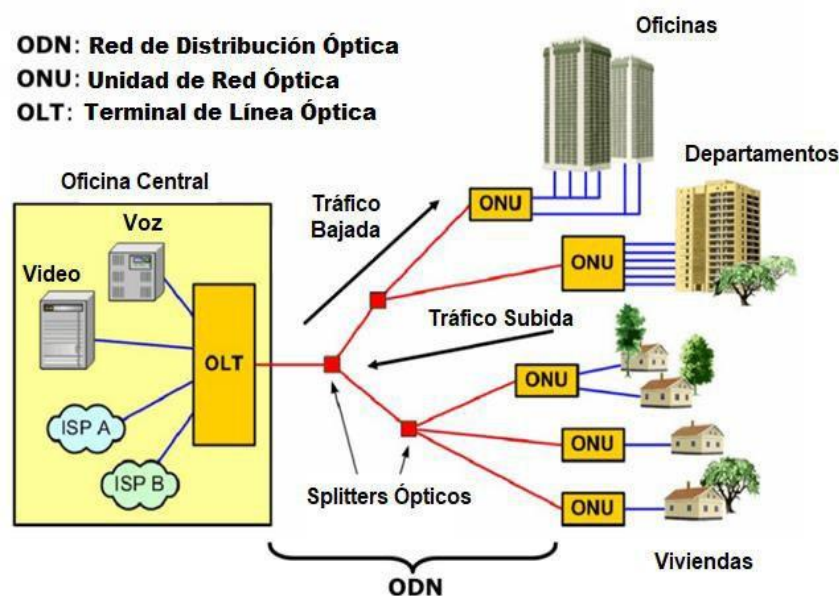 ODN: Red de Distribución Óptica
ONU: Unidad de Red Óptica
OLT: Terminal de Línea Óptica
Oficinas
Departamentos
Oficina Central
Voz
Video
OLT
ISP A
ISP B
Tráfico
Bajada
ONU
ONU
Tráfico Subida
ONU
ONU
ONU
Splitters Ópticos
Viviendas
ODN